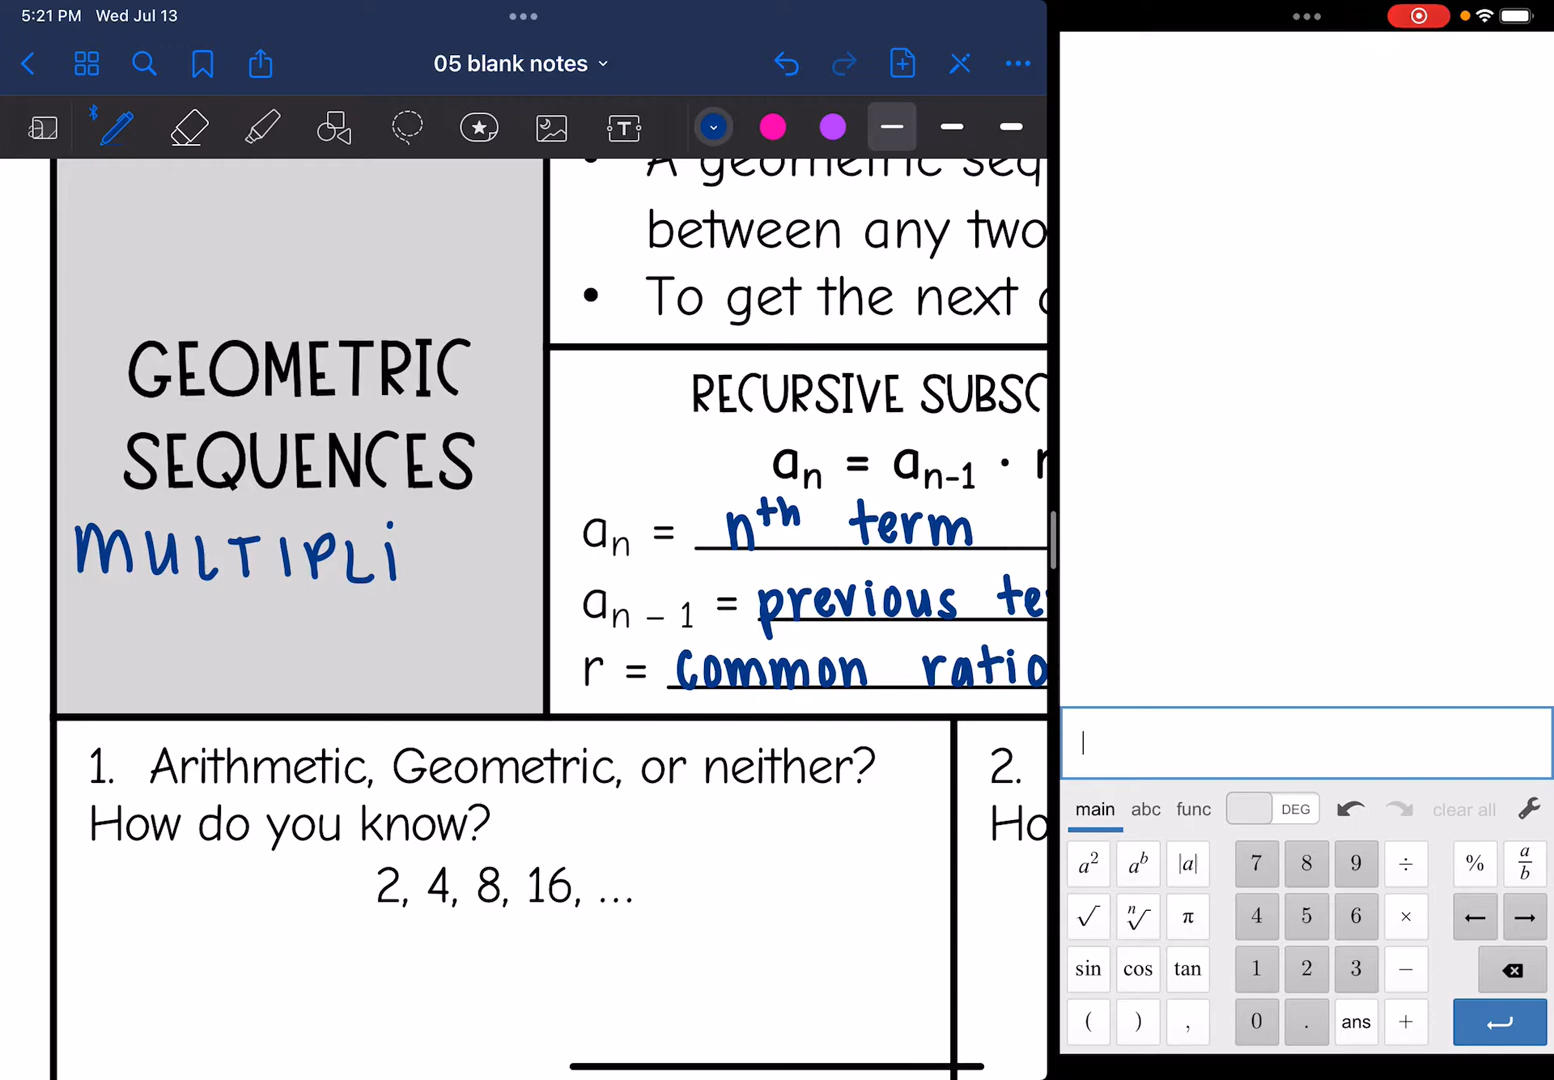 5:21 PM Wed Jul 13
05 blank notes
GEOMETRIC
SEQUENCES
MULTIPLi
between any two
• To get the next
RECURSIVE SUBSC
aₙ = aₙ₋₁ ·
aₙ = nᵗʰ term
aₙ₋₁ = previous te
r = common ratio
1. Arithmetic, Geometric, or neither?
How do you know?
2, 4, 8, 16, ...
2.
Ho
main abc func DEG clear all
a² aᵇ |a| 7 8 9 ÷ % a/b
√ ⁿ√ π 4 5 6 × ← →
sin cos tan 1 2 3 −
( ) , 0 . ans +